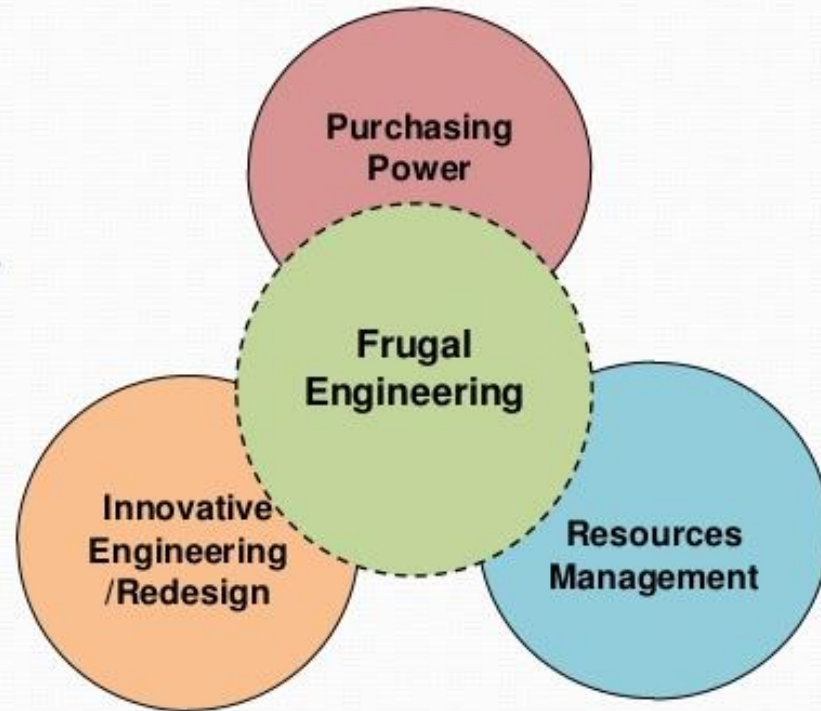 Purchasing
Power
Frugal
Engineering
Innovative
Engineering
/Redesign
Resources
Management